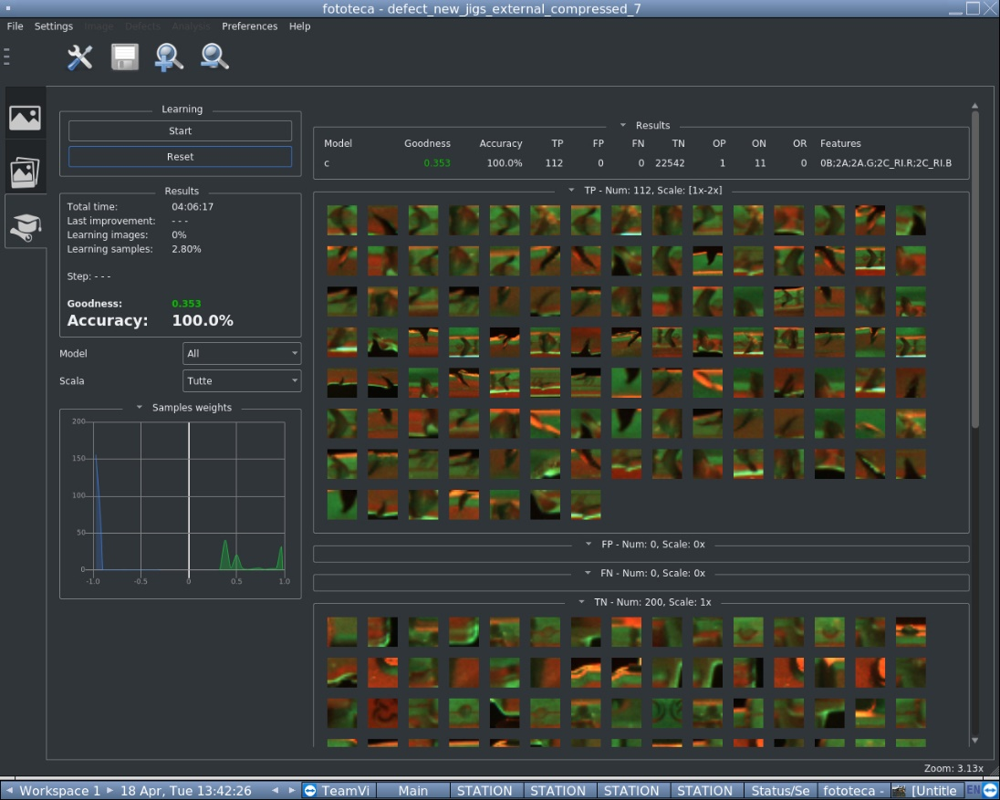 fototeca - defect_new_jigs_external_compressed_7
File Settings Image Defects Analysis Preferences Help
Learning
Start
Reset
Results
Total time: 04:06:17
Last improvement: - - -
Learning images: 0%
Learning samples: 2.80%
Step: - - -
Goodness: 0.353
Accuracy: 100.0%
Model All
Scala Tutte
Samples weights
200
150
100
50
0
-1.0 -0.5 0 0.5 1.0
Results
Model Goodness Accuracy TP FP FN TN OP ON OR Features
c 0.353 100.0% 112 0 0 22542 1 11 0 0B;2A;2A.G;2C_RI.R;2C_RI.B
TP - Num: 112, Scale: [1x-2x]
FP - Num: 0, Scale: 0x
FN - Num: 0, Scale: 0x
TN - Num: 200, Scale: 1x
Zoom: 3.13x
Workspace 1 18 Apr, Tue 13:42:26 TeamVi Main STATION STATION STATION STATION Status/Se fototeca - [Untitle EN